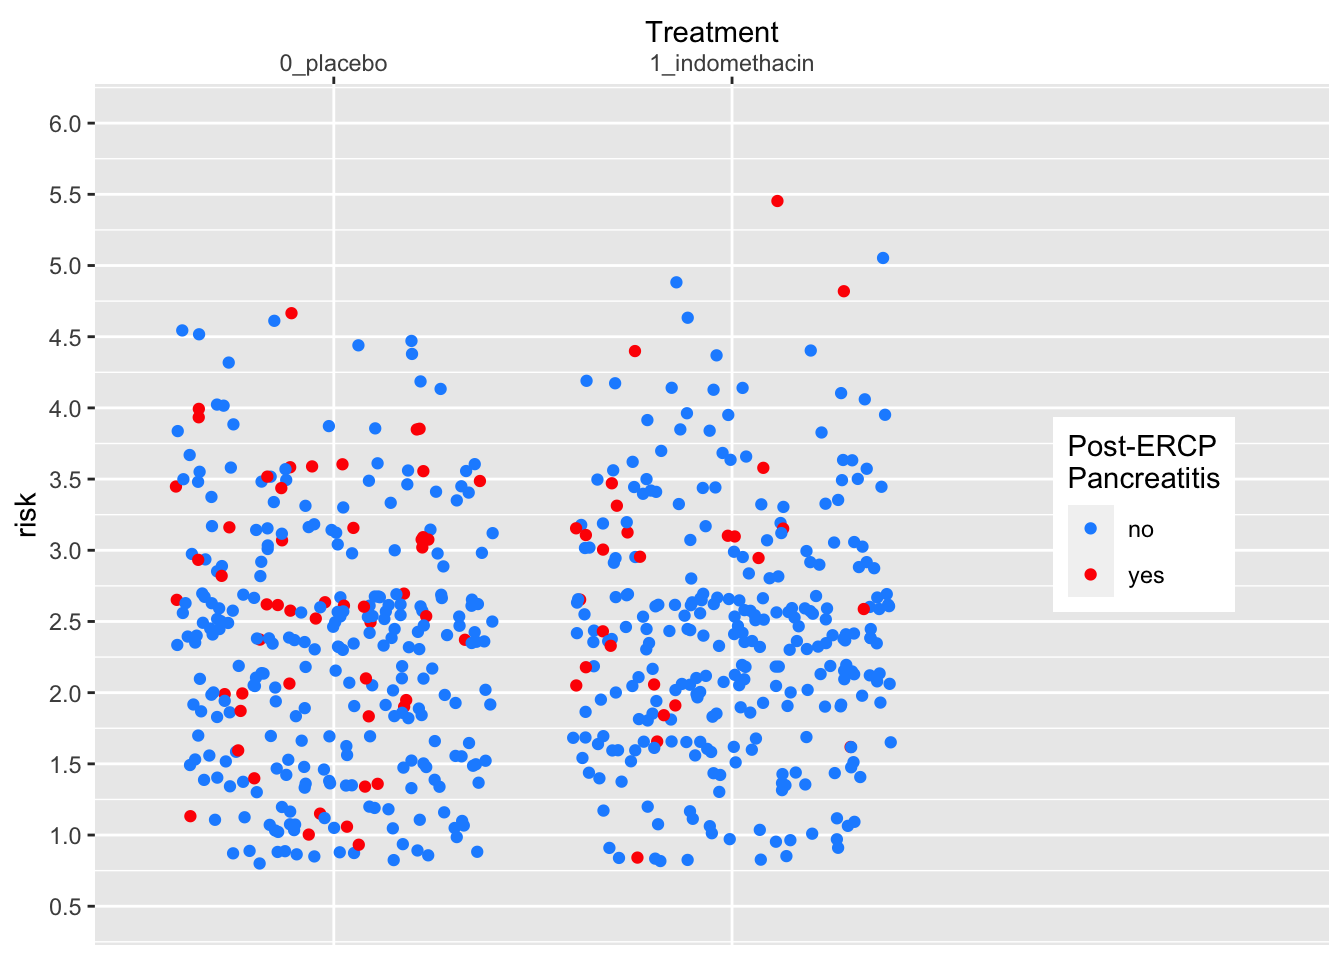 Treatment
0_placebo 1_indomethacin
6.0
5.5
5.0
4.5
4.0
3.5
3.0
2.5
2.0
1.5
1.0
0.5
risk
Post-ERCP
Pancreatitis
no
yes